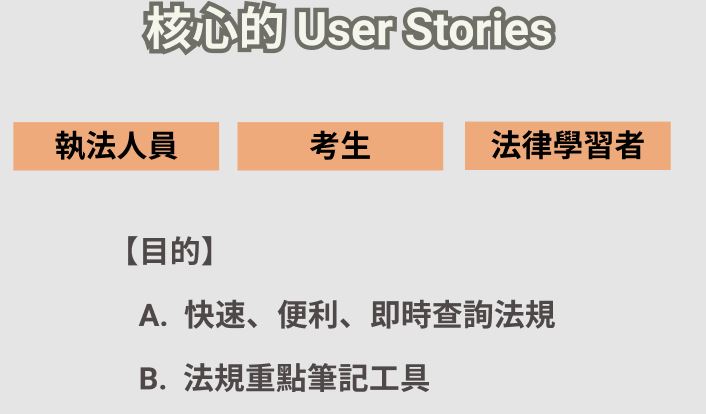 核心的 User Stories
執法人員
考生
法律學習者
【目的】
A. 快速、便利、即時查詢法規
B. 法規重點筆記工具